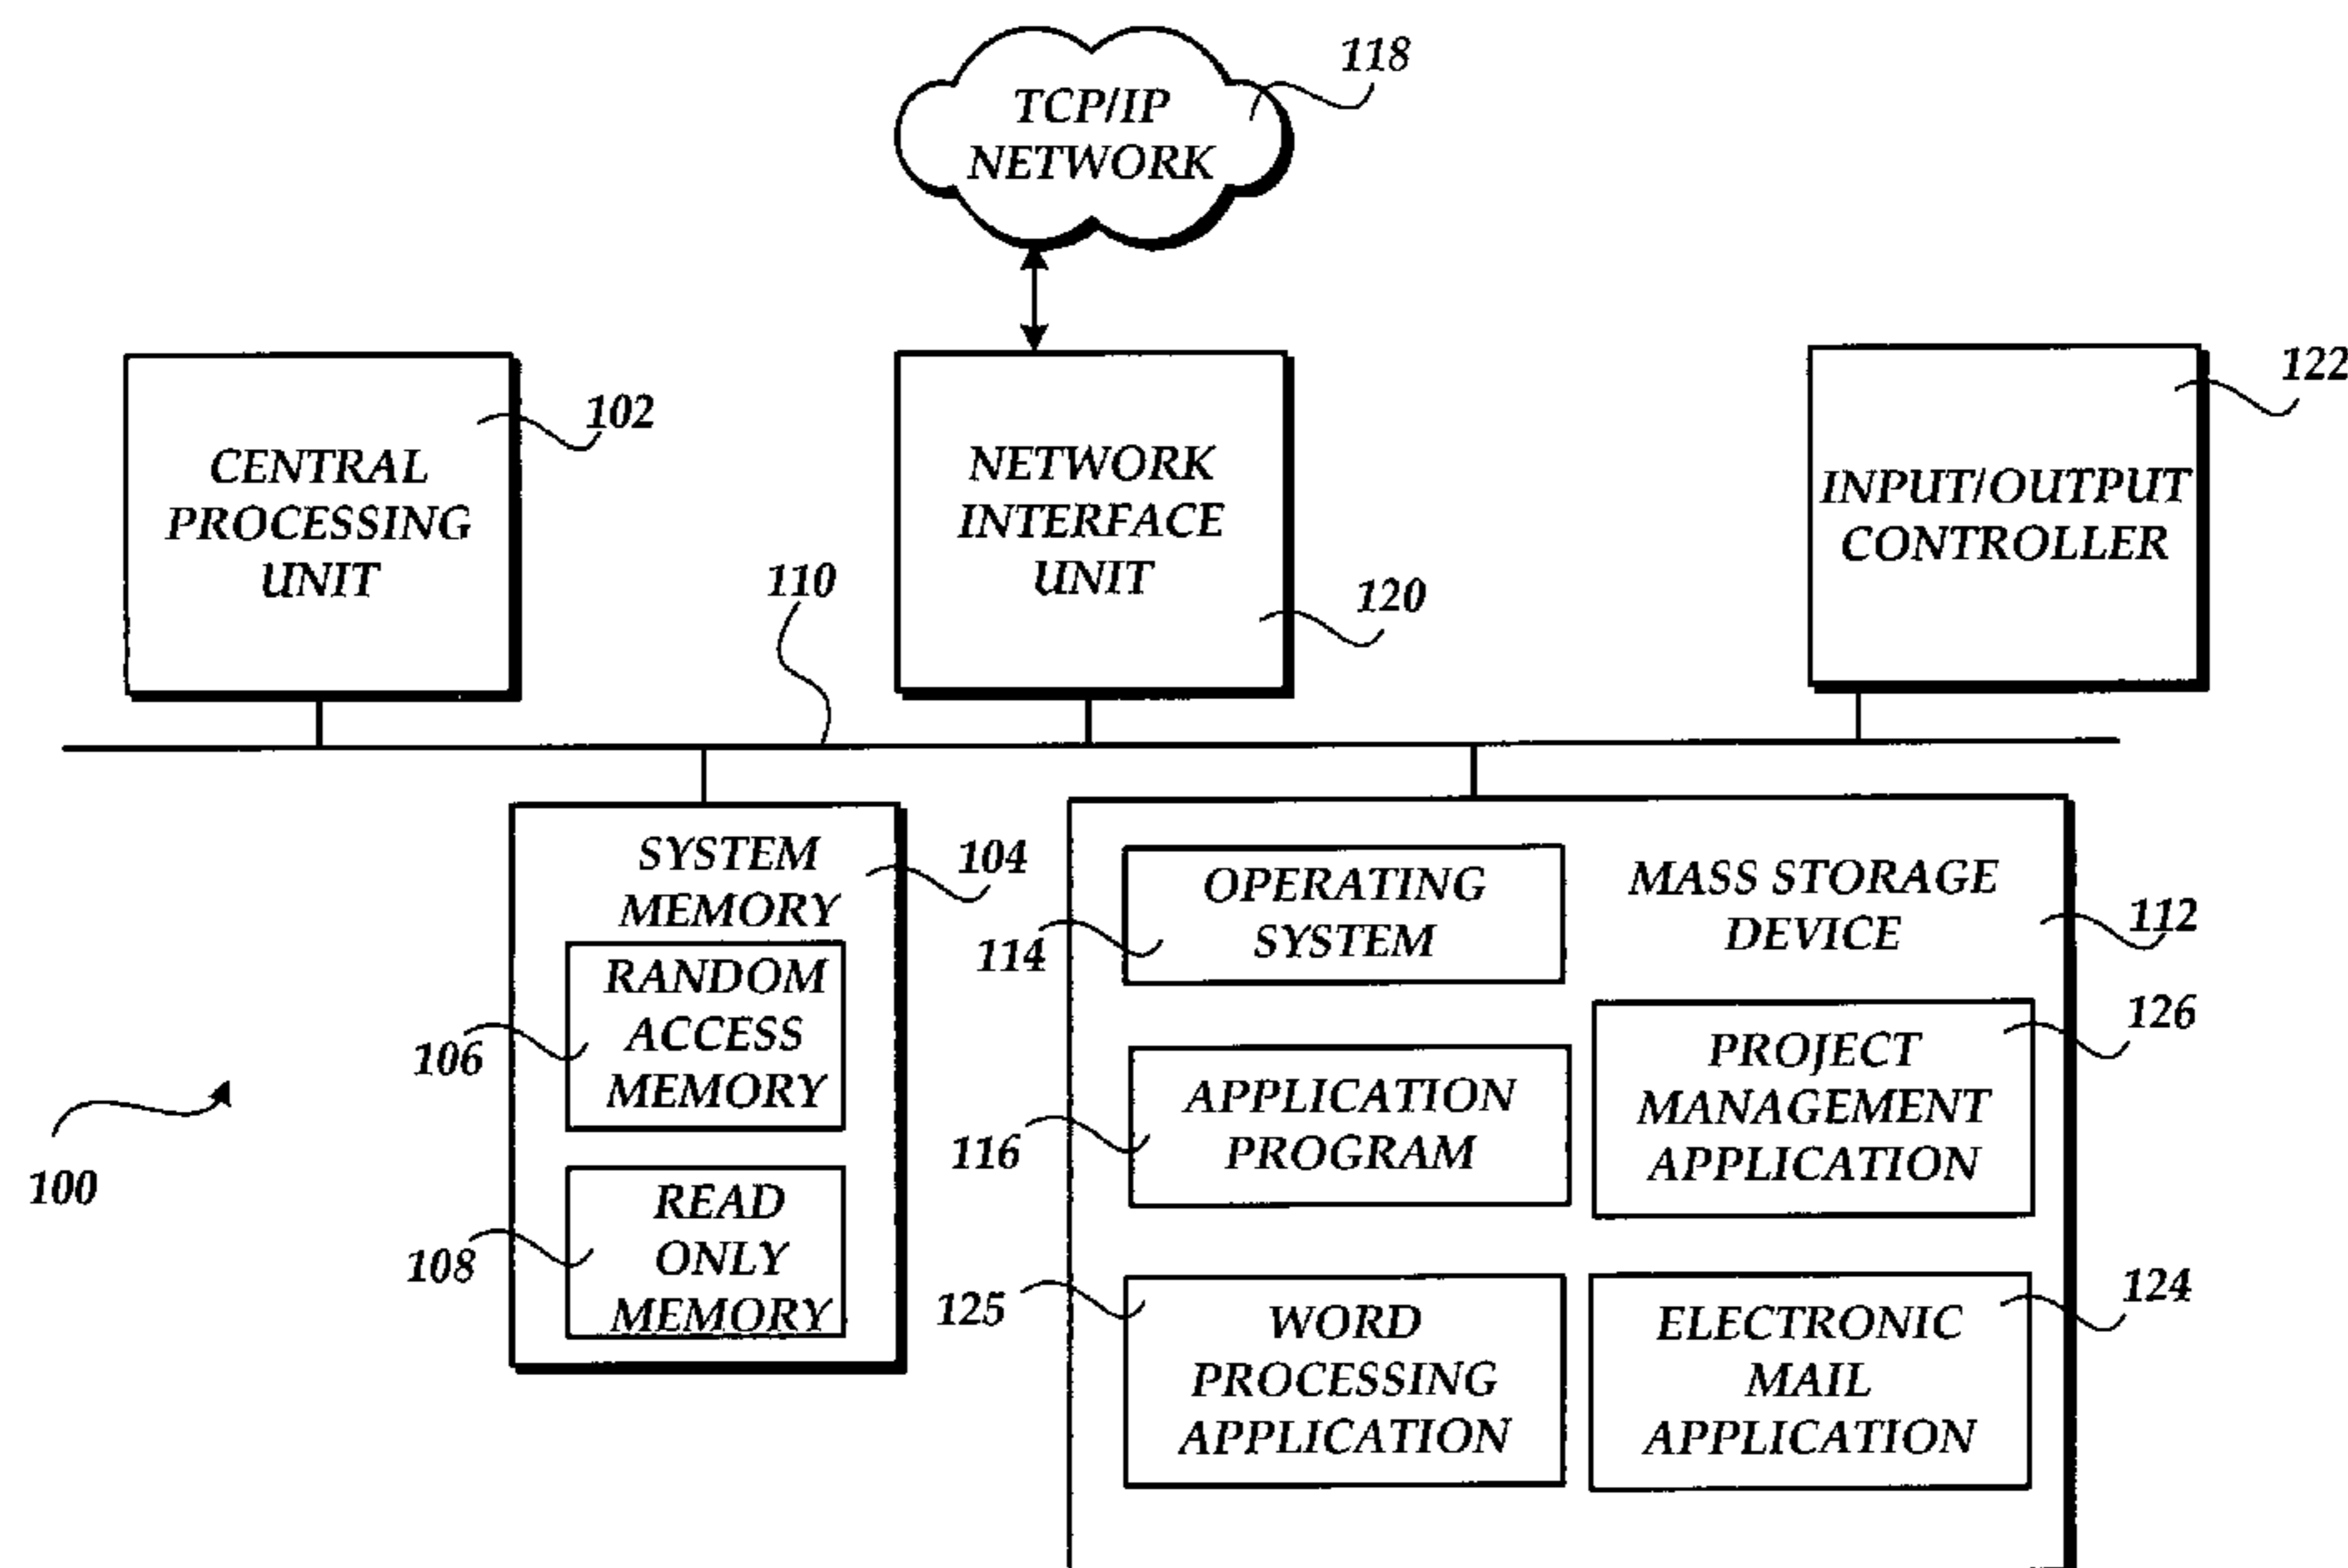 118
TCP/IP
NETWORK
122
102
CENTRAL
PROCESSING
UNIT
NETWORK
INTERFACE
UNIT
INPUT/OUTPUT
CONTROLLER
110
120
SYSTEM
MEMORY
104
RANDOM
ACCESS
MEMORY
106
READ
ONLY
MEMORY
108
100
OPERATING
SYSTEM
114
MASS STORAGE
DEVICE
112
126
APPLICATION
PROGRAM
116
PROJECT
MANAGEMENT
APPLICATION
125
WORD
PROCESSING
APPLICATION
124
ELECTRONIC
MAIL
APPLICATION